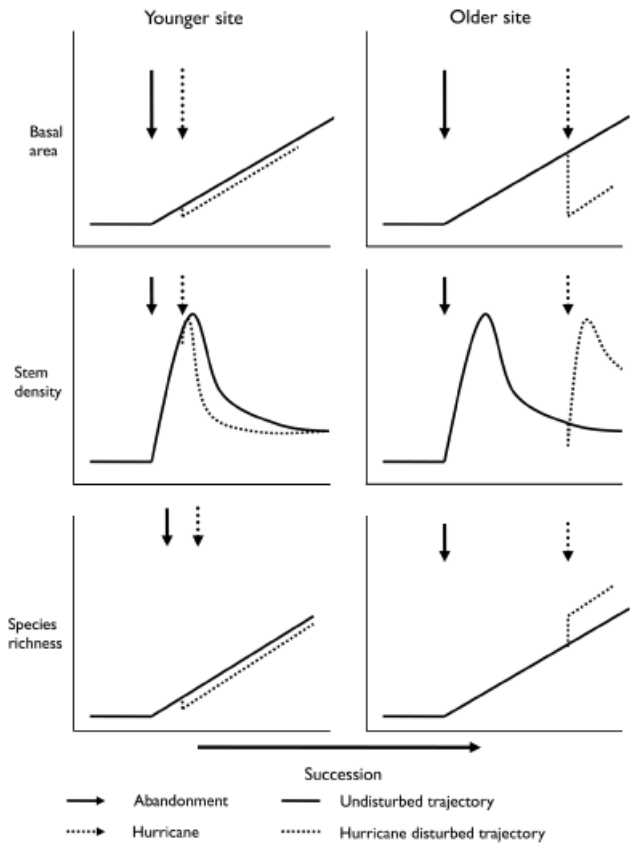 Younger site
Older site
Basal
area
Stem
density
Species
richness
Succession
Abandonment
Undisturbed trajectory
Hurricane
Hurricane disturbed trajectory